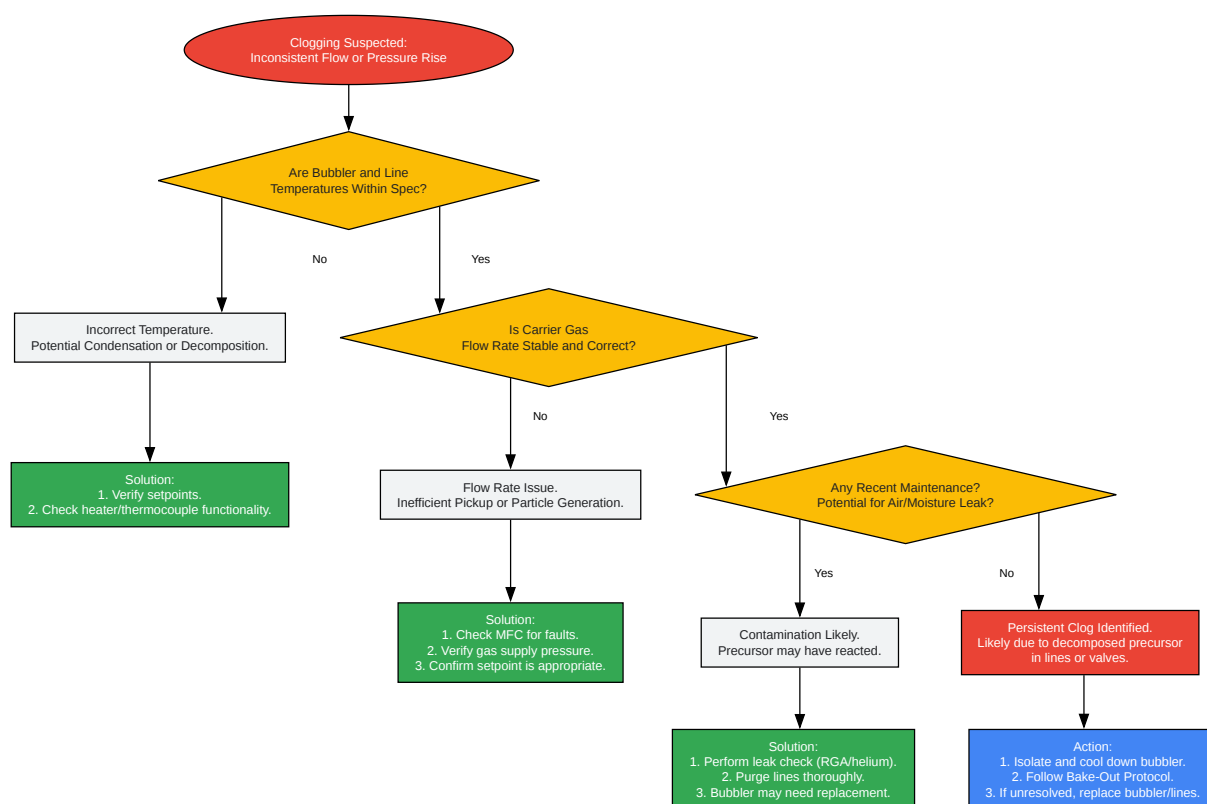 Clogging Suspected:
Inconsistent Flow or Pressure Rise
Are Bubbler and Line
Temperatures Within Spec?
No
Yes
Incorrect Temperature.
Potential Condensation or Decomposition.
Is Carrier Gas
Flow Rate Stable and Correct?
No
Yes
Solution:
1. Verify setpoints.
2. Check heater/thermocouple functionality.
Flow Rate Issue.
Inefficient Pickup or Particle Generation.
Any Recent Maintenance?
Potential for Air/Moisture Leak?
Yes
No
Solution:
1. Check MFC for faults.
2. Verify gas supply pressure.
3. Confirm setpoint is appropriate.
Contamination Likely.
Precursor may have reacted.
Persistent Clog Identified.
Likely due to decomposed precursor
in lines or valves.
Solution:
1. Perform leak check (RGA/helium).
2. Purge lines thoroughly.
3. Bubbler may need replacement.
Action:
1. Isolate and cool down bubbler.
2. Follow Bake-Out Protocol.
3. If unresolved, replace bubbler/lines.